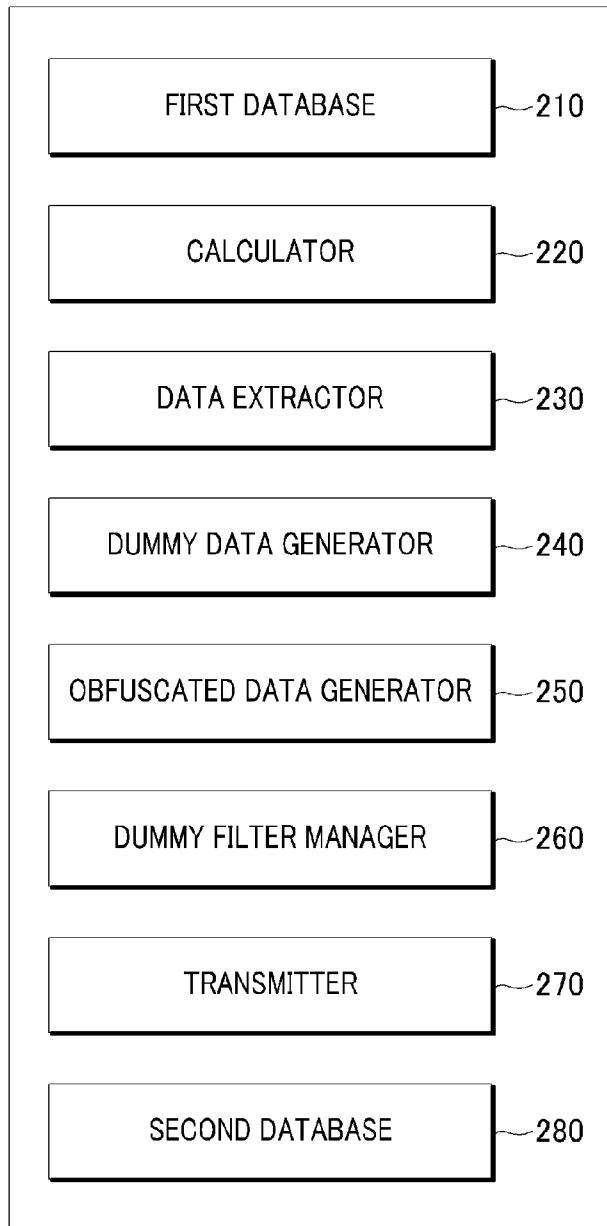 FIRST DATABASE 210
CALCULATOR 220
DATA EXTRACTOR 230
DUMMY DATA GENERATOR 240
OBFUSCATED DATA GENERATOR 250
DUMMY FILTER MANAGER 260
TRANSMITTER 270
SECOND DATABASE 280